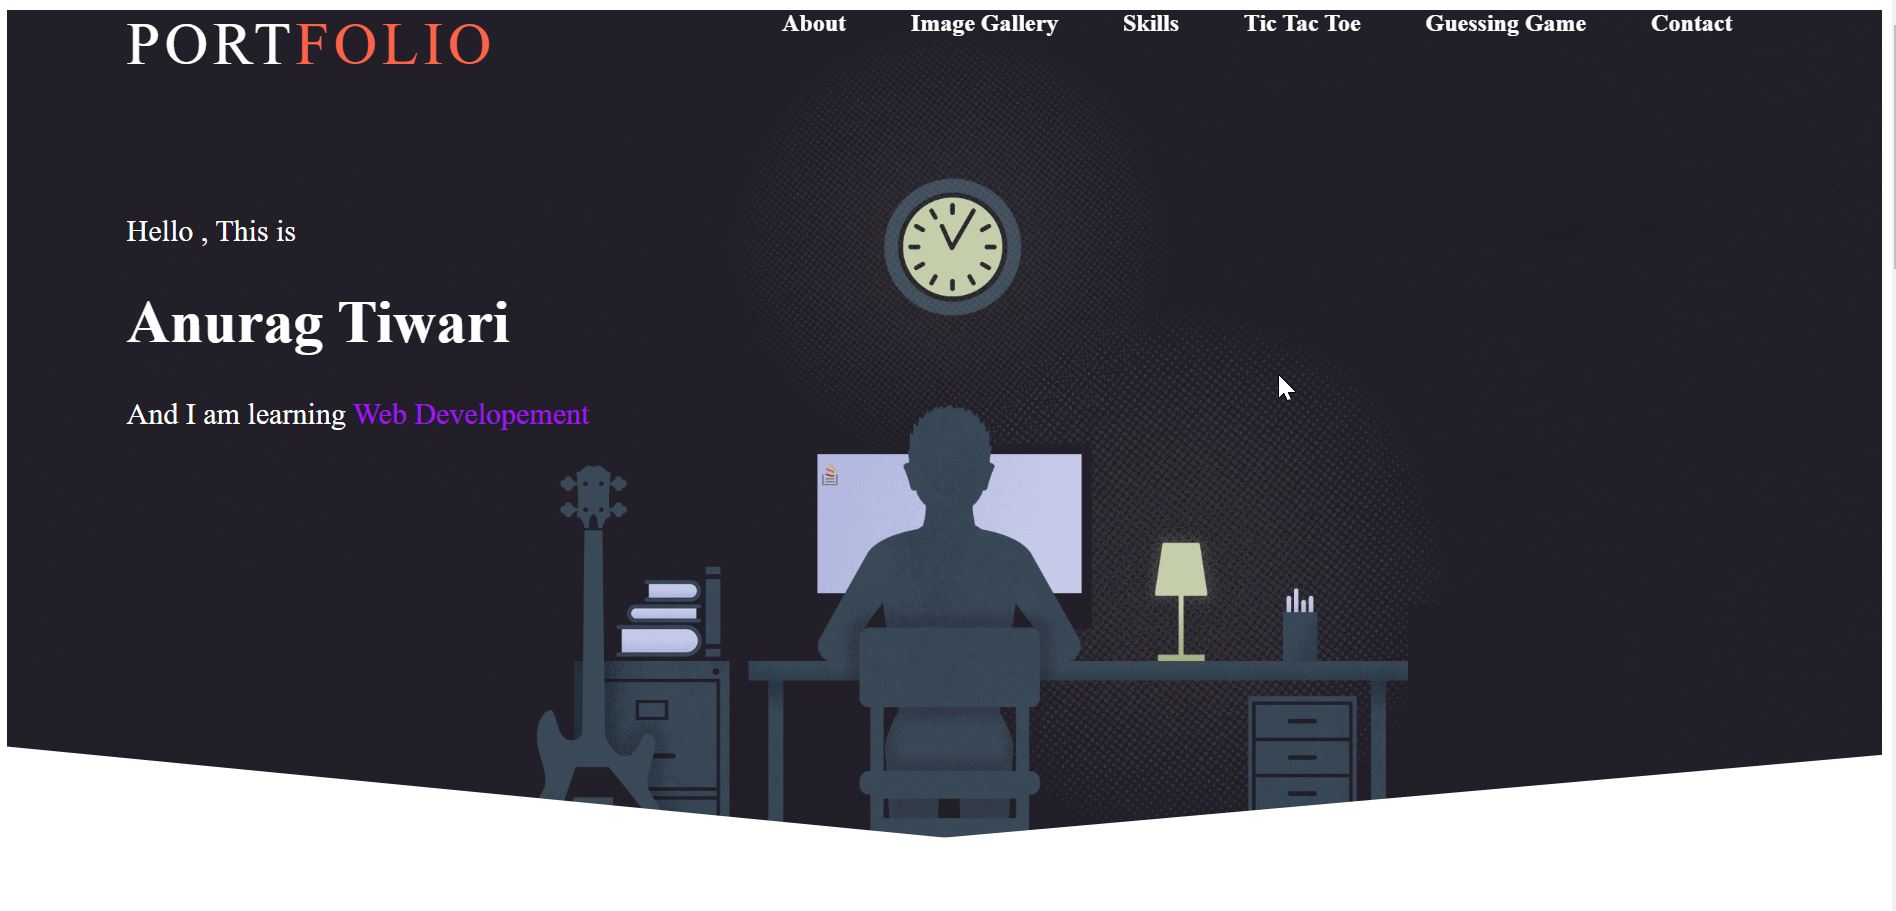 PORTFOLIO
About Image Gallery Skills Tic Tac Toe Guessing Game Contact
Hello , This is
Anurag Tiwari
And I am learning Web Developement